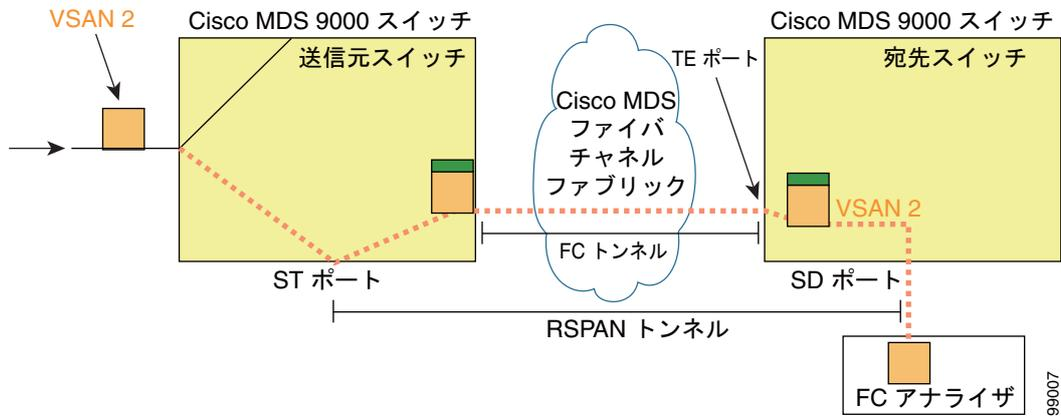 VSAN 2
Cisco MDS 9000 スイッチ
Cisco MDS 9000 スイッチ
送信元スイッチ
TE ポート
宛先スイッチ
Cisco MDS
ファイバ
チャネル
ファブリック
VSAN 2
FC トンネル
ST ポート
SD ポート
RSPAN トンネル
FC アナライザ
99007